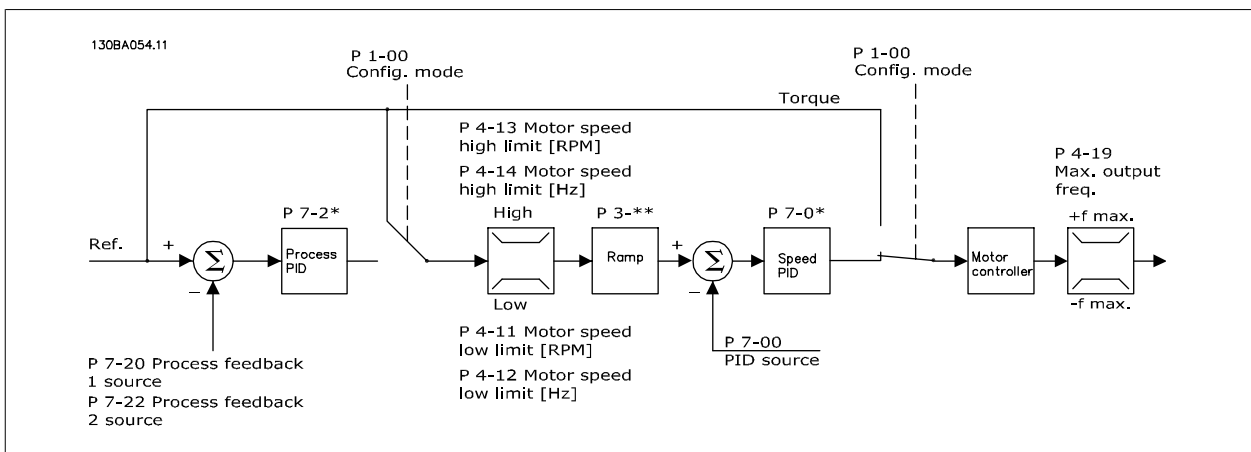 130BA054.11
P 1-00
Config. mode
P 1-00
Config. mode
Torque
P 4-13 Motor speed
high limit [RPM]
P 4-14 Motor speed
high limit [Hz]
P 4-19
Max. output
freq.
P 7-2*
High
P 3-**
P 7-0*
+f max.
Ref.
+
Σ
Process
PID
Ramp
+
Σ
Speed
PID
Motor
controller
−
Low
−
-f max.
P 4-11 Motor speed
low limit [RPM]
P 4-12 Motor speed
low limit [Hz]
P 7-00
PID source
P 7-20 Process feedback
1 source
P 7-22 Process feedback
2 source